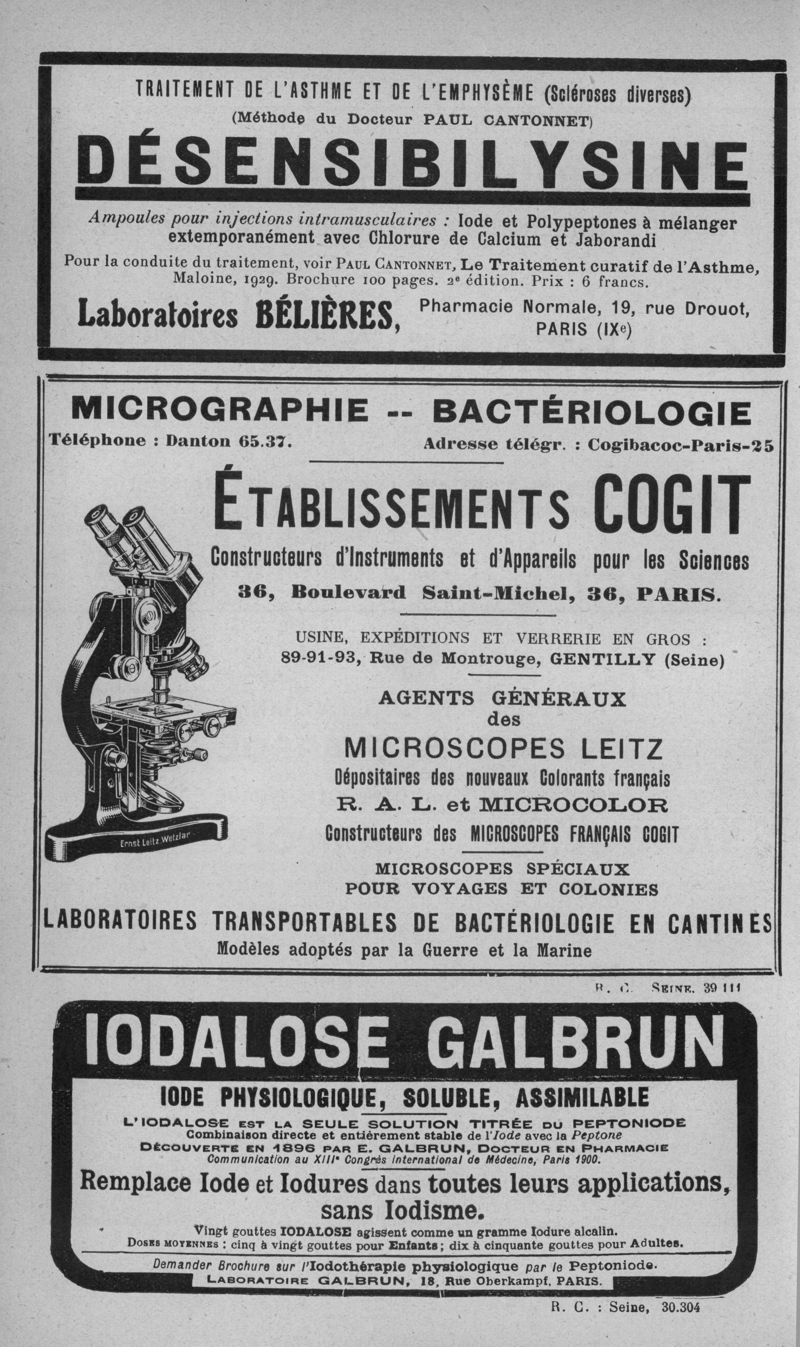 TRAITEMENT DE L'ASTHME ET DE L'EMPHYSÈME (Scléroses diverses)
(Méthode du Docteur PAUL CANTONNET)
DÉSENSIBILYSINE
Ampoules pour injections intramusculaires : Iode et Polypeptones à mélanger
extemporanément avec Chlorure de Calcium et Jaborandi
Pour la conduite du traitement, voir PAUL CANTONNET, Le Traitement curatif de l'Asthme,
Maloine, 1929. Brochure 100 pages. 2e édition. Prix : 6 francs.
Laboratoires BÉLIÈRES, Pharmacie Normale, 19, rue Drouot,
PARIS (IXe)
MICROGRAPHIE -- BACTÉRIOLOGIE
Téléphone : Danton 65.37. Adresse télégr. : Cogibacoc-Paris-25
ÉTABLISSEMENTS COGIT
Constructeurs d'Instruments et d'Appareils pour les Sciences
36, Boulevard Saint-Michel, 36, PARIS.
USINE, EXPÉDITIONS ET VERRERIE EN GROS :
89-91-93, Rue de Montrouge, GENTILLY (Seine)
AGENTS GÉNÉRAUX
des
MICROSCOPES LEITZ
Dépositaires des nouveaux Colorants français
R. A. L. et MICROCOLOR
Constructeurs des MICROSCOPES FRANÇAIS COGIT
Ernst Leitz Wetzlar
MICROSCOPES SPÉCIAUX
POUR VOYAGES ET COLONIES
LABORATOIRES TRANSPORTABLES DE BACTÉRIOLOGIE EN CANTINES
Modèles adoptés par la Guerre et la Marine
R. C. SEINE. 39 111
IODALOSE GALBRUN
IODE PHYSIOLOGIQUE, SOLUBLE, ASSIMILABLE
L'IODALOSE EST LA SEULE SOLUTION TITRÉE DU PEPTONIODE
Combinaison directe et entièrement stable de l'Iode avec la Peptone
DÉCOUVERTE EN 1896 PAR E. GALBRUN, DOCTEUR EN PHARMACIE
Communication au XIIIe Congrès International de Médecine, Paris 1900.
Remplace Iode et Iodures dans toutes leurs applications,
sans Iodisme.
Vingt gouttes IODALOSE agissent comme un gramme Iodure alcalin.
DOSES MOYENNES : cinq à vingt gouttes pour Enfants ; dix à cinquante gouttes pour Adultes.
Demander Brochure sur l'Iodothérapie physiologique par le Peptoniode.
LABORATOIRE GALBRUN, 18, Rue Oberkampf, PARIS.
R. C. : Seine, 30.304